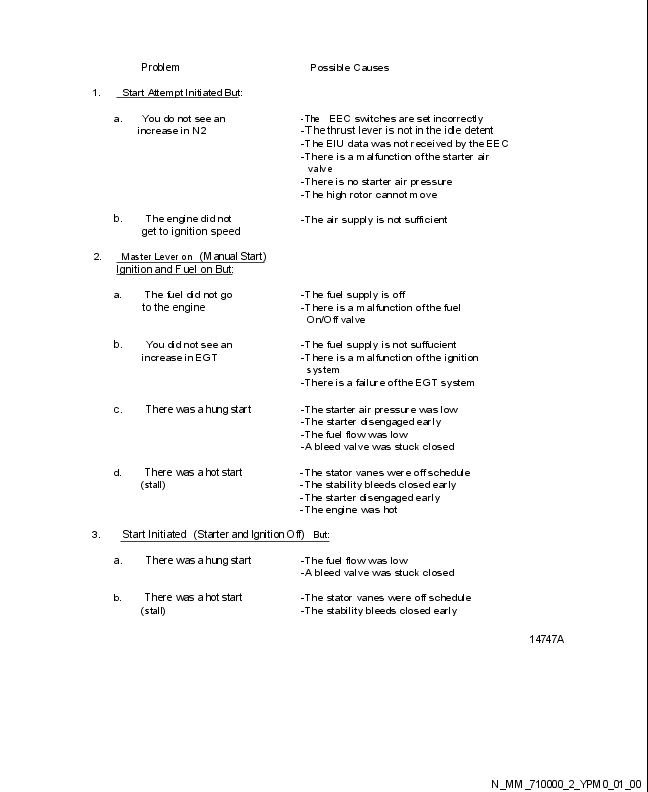 Problem Possible Causes
1. Start Attempt Initiated But:
a. You do not see an -The EEC switches are set incorrectly
increase in N2 -The thrust lever is not in the idle detent
-The EIU data was not received by the EEC
-There is a malfunction of the starter air
valve
-There is no starter air pressure
-The high rotor cannot move
b. The engine did not -The air supply is not sufficient
get to ignition speed
2. Master Lever on (Manual Start)
Ignition and Fuel on But:
a. The fuel did not go -The fuel supply is off
to the engine -There is a malfunction of the fuel
On/Off valve
b. You did not see an -The fuel supply is not suffucient
increase in EGT -There is a malfunction of the ignition
system
-There is a failure of the EGT system
c. There was a hung start -The starter air pressure was low
-The starter disengaged early
-The fuel flow was low
-A bleed valve was stuck closed
d. There was a hot start -The stator vanes were off schedule
(stall) -The stability bleeds closed early
-The starter disengaged early
-The engine was hot
3. Start Initiated (Starter and Ignition Off) But:
a. There was a hung start -The fuel flow was low
-A bleed valve was stuck closed
b. There was a hot start -The stator vanes were off schedule
(stall) -The stability bleeds closed early
14747A
N_MM_710000_2_YPM0_01_00